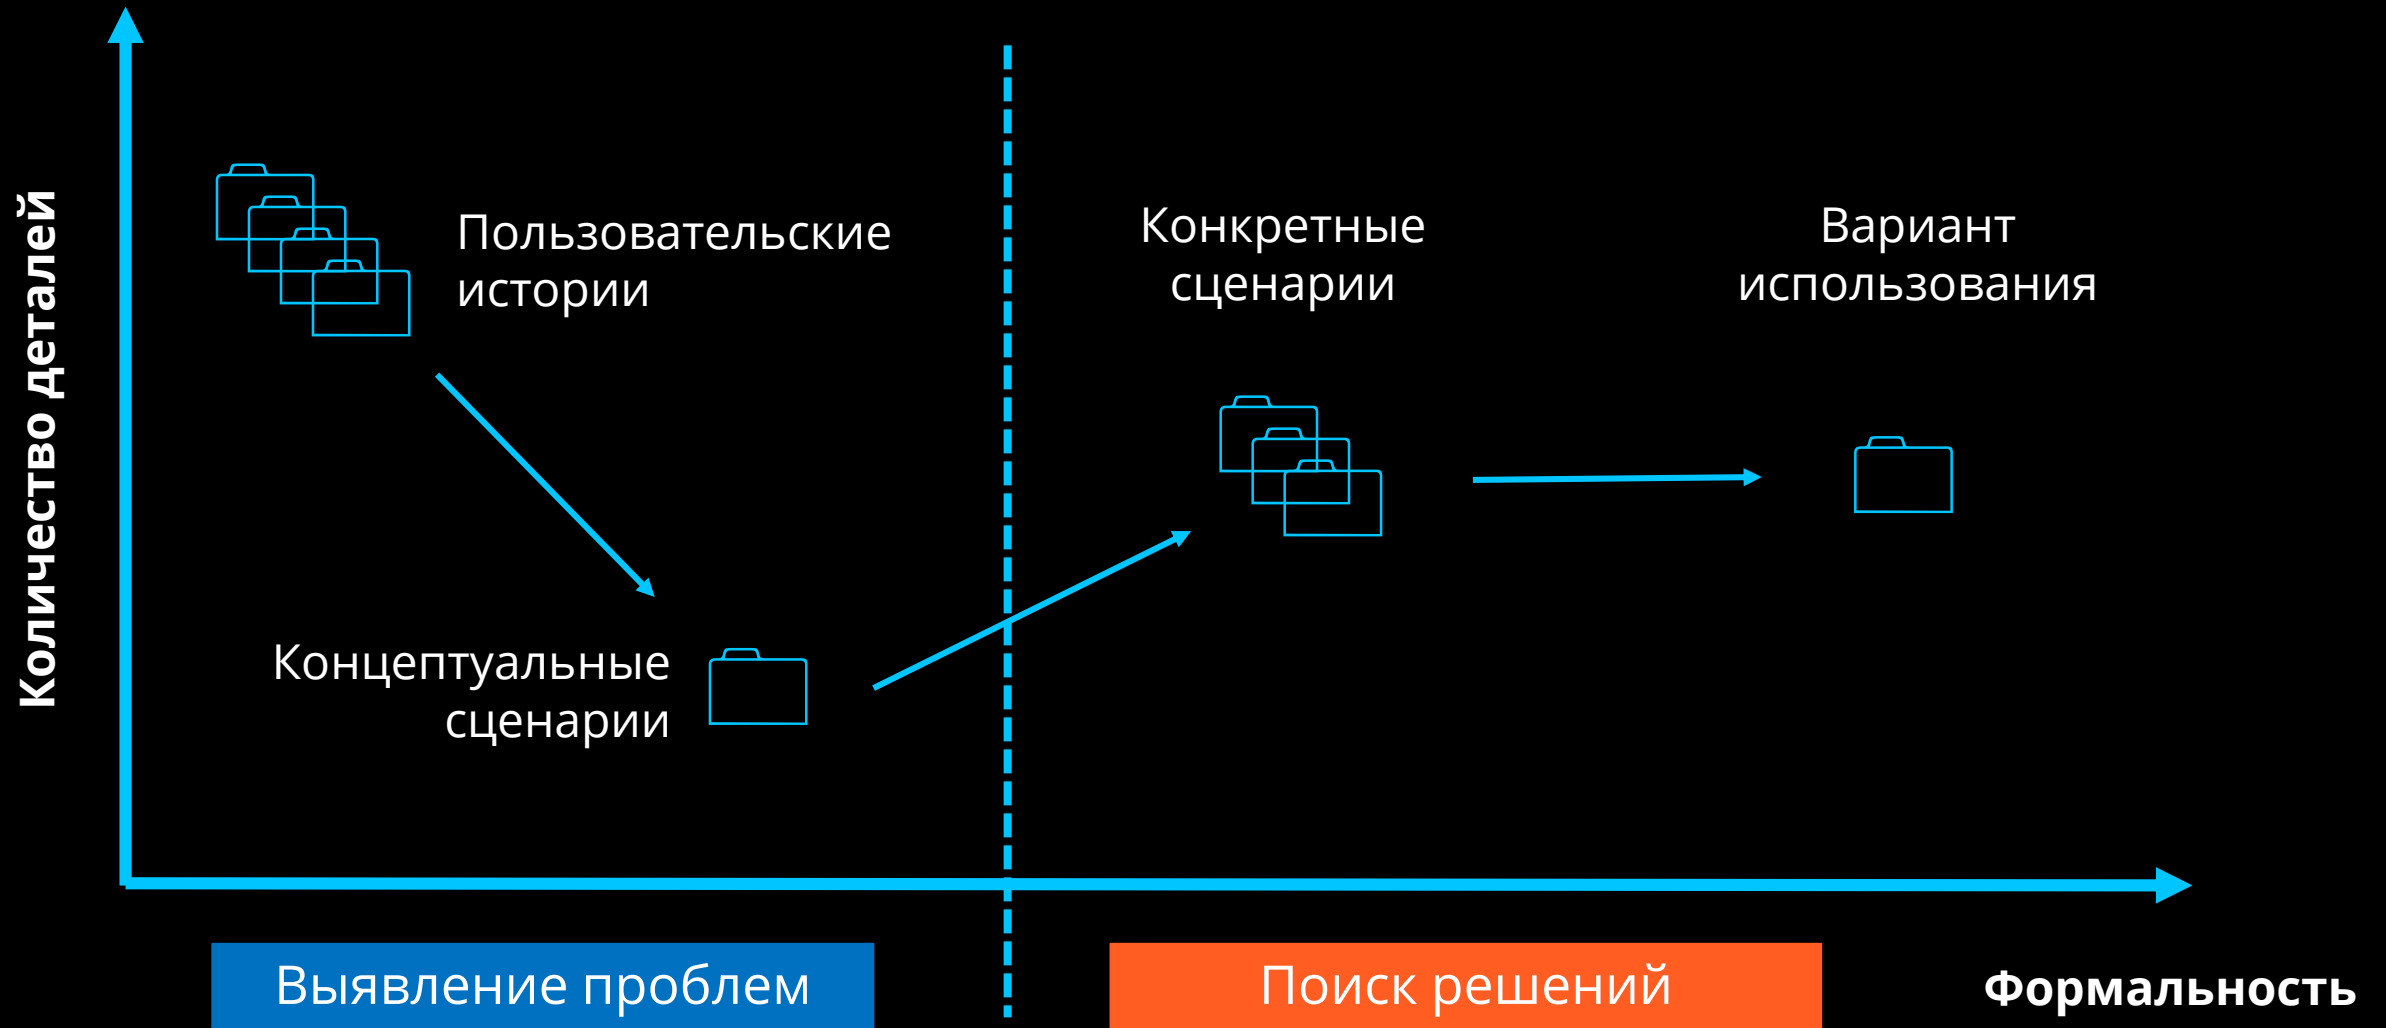 Количество деталей
Пользовательские
истории
Концептуальные
сценарии
Конкретные
сценарии
Вариант
использования
Выявление проблем
Поиск решений
Формальность